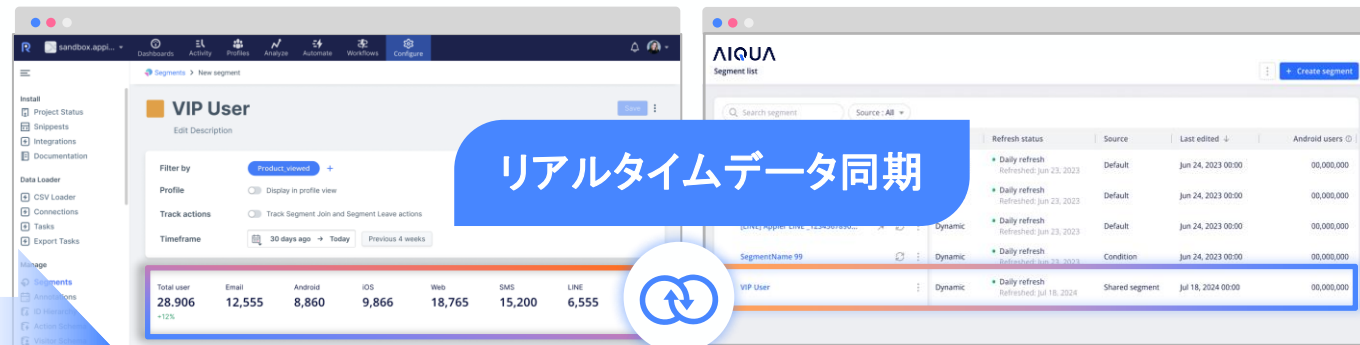 sandbox.appi...
Dashboards
Activity
Profiles
Analyze
Automate
Workflows
Configure
Segments > New segment
Install
Project Status
Snippests
Integrations
Documentation
Data Loader
CSV Loader
Connections
Tasks
Export Tasks
Manage
Segments
VIP User
Save
Edit Description
Filter by
Product_viewed +
Profile
Display in profile view
Track actions
Track Segment Join and Segment Leave actions
Timeframe
30 days ago → Today
Previous 4 weeks
Total user Email Android iOS Web SMS LINE
28.906 12,555 8,860 9,866 18,765 15,200 6,555
+12%
リアルタイムデータ同期
AIQUA
Segment list
+ Create segment
Search segment
Source : All
Refresh status Source Last edited ↓ Android users
Daily refresh Default Jun 24, 2023 00:00 00,000,000
Refreshed: Jun 23, 2023
Daily refresh Default Jun 24, 2023 00:00 00,000,000
Refreshed: Jun 23, 2023
Dynamic Daily refresh Default Jun 24, 2023 00:00 00,000,000
Refreshed: Jun 23, 2023
SegmentName 99 Dynamic Daily refresh Condition Jun 24, 2023 00:00 00,000,000
Refreshed: Jun 23, 2023
VIP User Dynamic Daily refresh Shared segment Jul 18, 2024 00:00 00,000,000
Refreshed: Jul 18, 2024